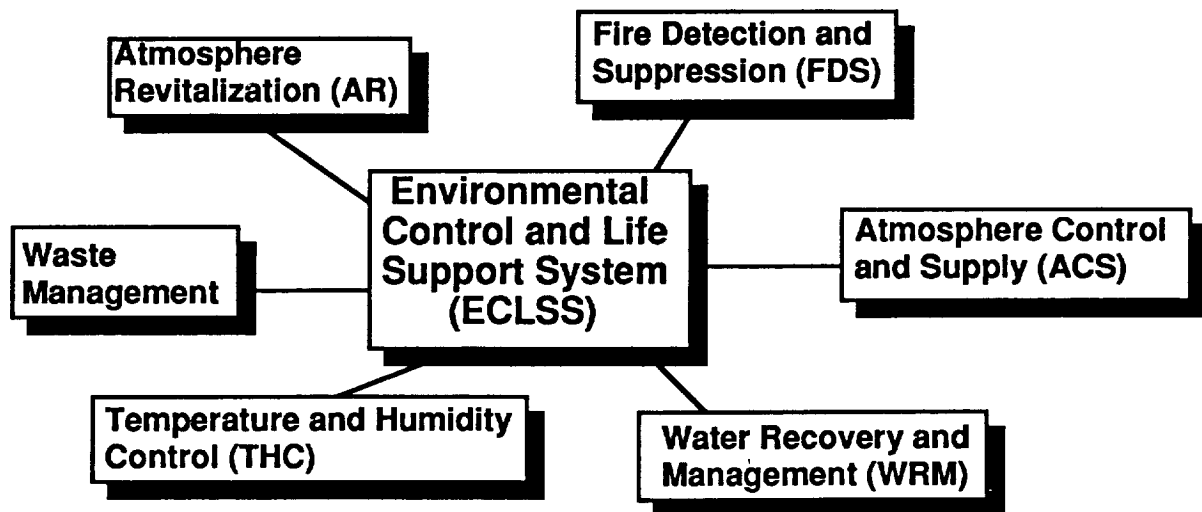 Atmosphere
Revitalization (AR)
Fire Detection and
Suppression (FDS)
Environmental
Control and Life
Support System
(ECLSS)
Waste
Management
Atmosphere Control
and Supply (ACS)
Temperature and Humidity
Control (THC)
Water Recovery and
Management (WRM)